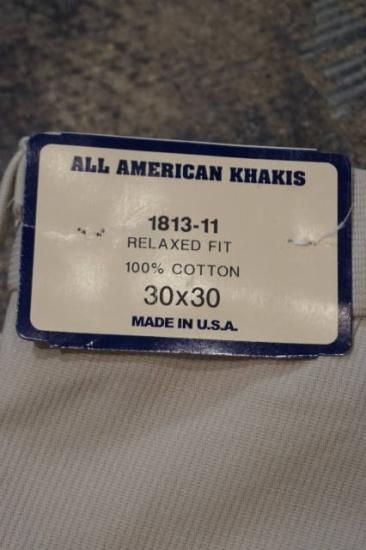 ALL AMERICAN KHAKIS
1813-11
RELAXED FIT
100% COTTON
30x30
MADE IN U.S.A.